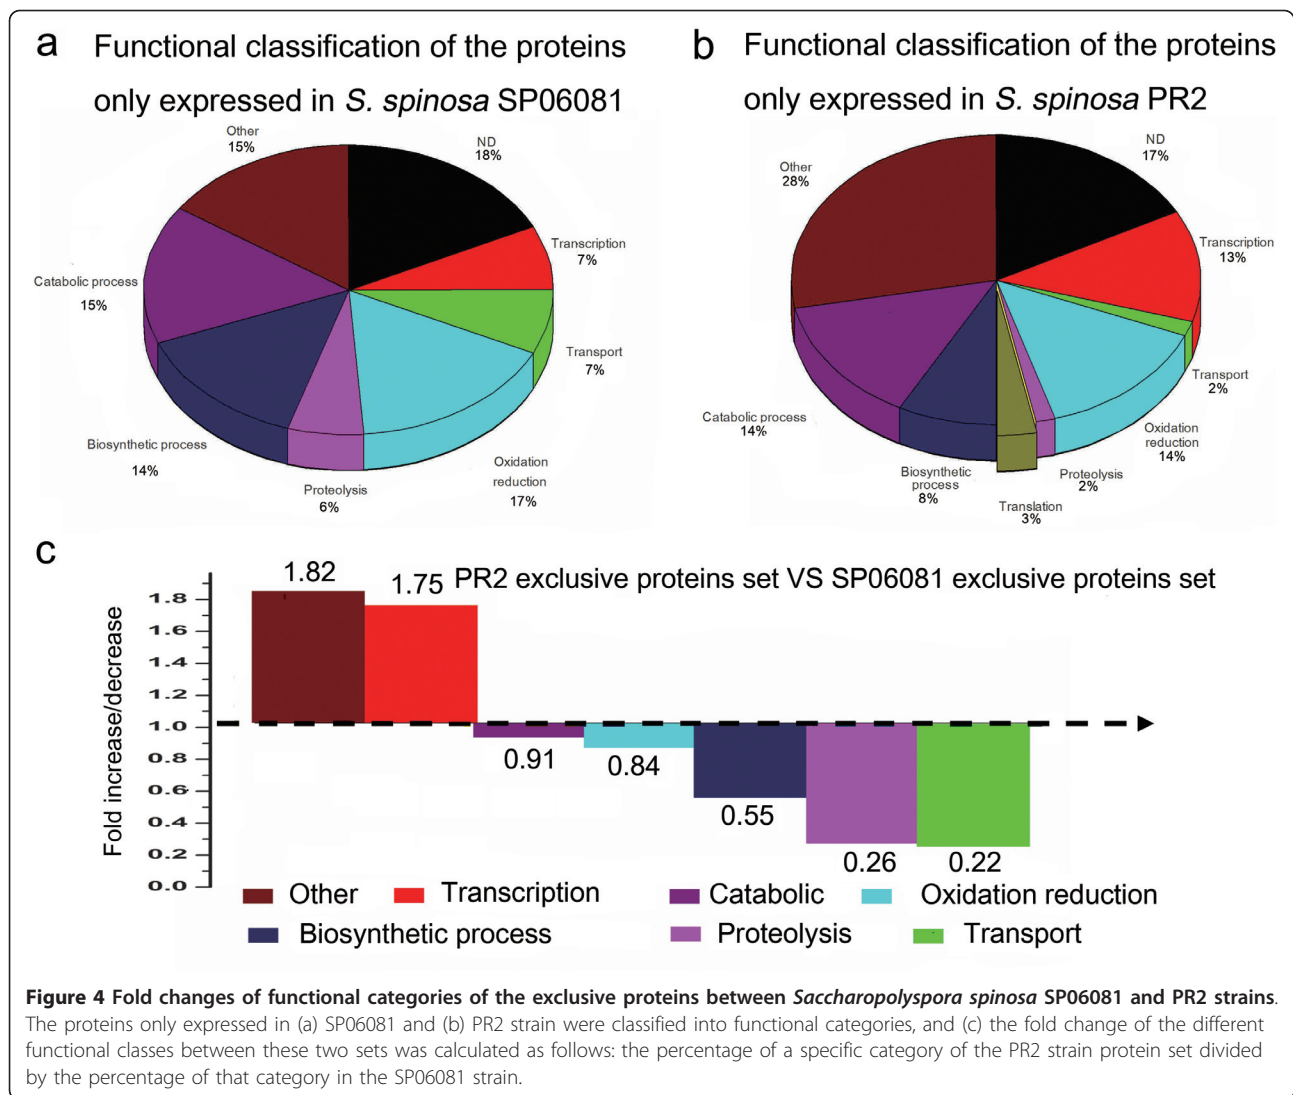 a Functional classification of the proteins
only expressed in S. spinosa SP06081
Other
15%
ND
18%
Transcription
7%
Transport
7%
Oxidation
reduction
17%
Proteolysis
6%
Biosynthetic process
14%
Catabolic process
15%
b Functional classification of the proteins
only expressed in S. spinosa PR2
Other
28%
ND
17%
Transcription
13%
Transport
2%
Oxidation
reduction
14%
Proteolysis
2%
Translation
3%
Biosynthetic
process
8%
Catabolic process
14%
c
PR2 exclusive proteins set VS SP06081 exclusive proteins set
Fold increase/decrease
1.8
1.6
1.4
1.2
1.0
0.8
0.6
0.4
0.2
0.0
1.82
1.75
0.91
0.84
0.55
0.26
0.22
Other Transcription Catabolic Oxidation reduction
Biosynthetic process Proteolysis Transport
Figure 4 Fold changes of functional categories of the exclusive proteins between Saccharopolyspora spinosa SP06081 and PR2 strains.
The proteins only expressed in (a) SP06081 and (b) PR2 strain were classified into functional categories, and (c) the fold change of the different
functional classes between these two sets was calculated as follows: the percentage of a specific category of the PR2 strain protein set divided
by the percentage of that category in the SP06081 strain.